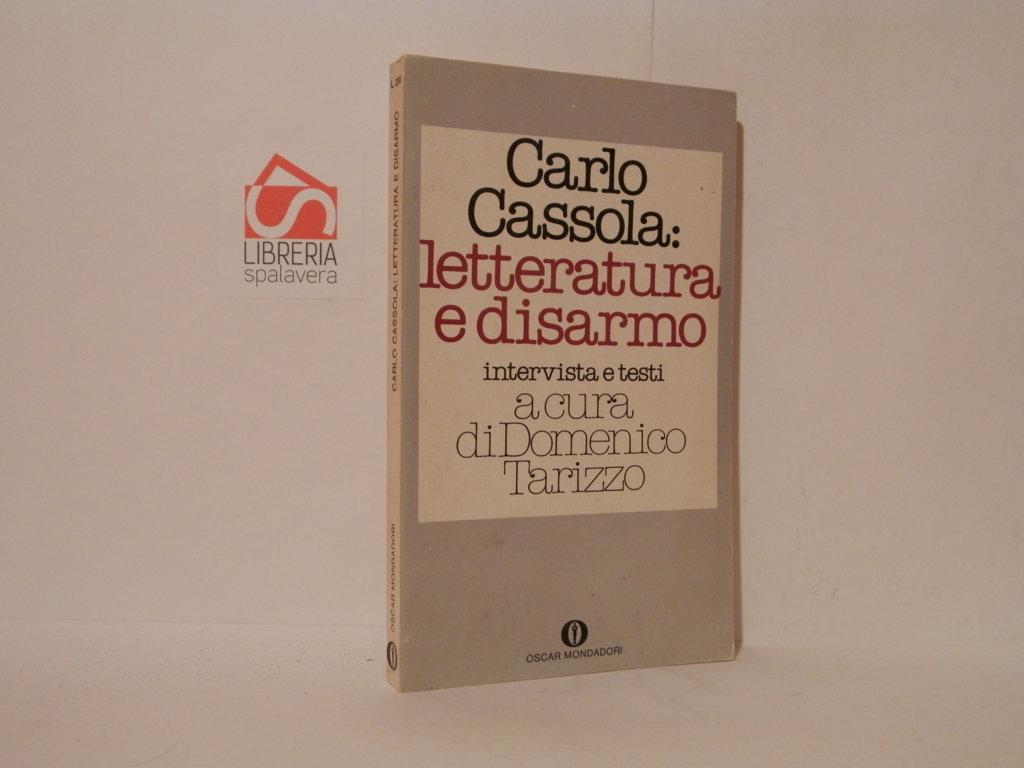 LIBRERIA
spalavera
CARLO CASSOLA: LETTERATURA E DISARMO
OSCAR MONDADORI
Carlo
Cassola:
letteratura
e disarmo
intervista e testi
a cura
di Domenico
Tarizzo
OSCAR MONDADORI